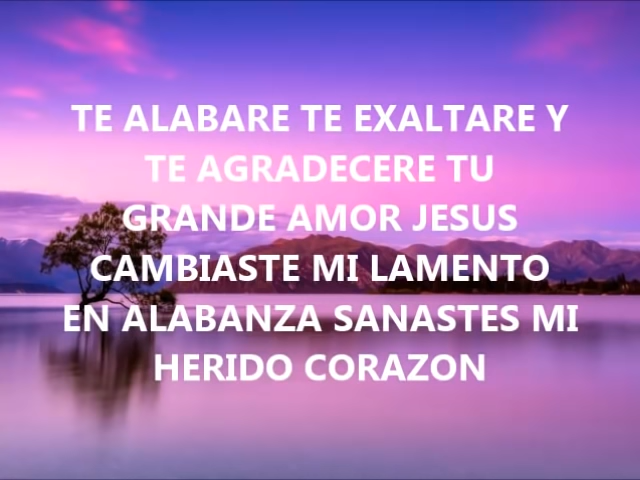 TE ALABARE TE EXALTARE Y
TE AGRADECERE TU
GRANDE AMOR JESUS
CAMBIASTE MI LAMENTO
EN ALABANZA SANASTES MI
HERIDO CORAZON